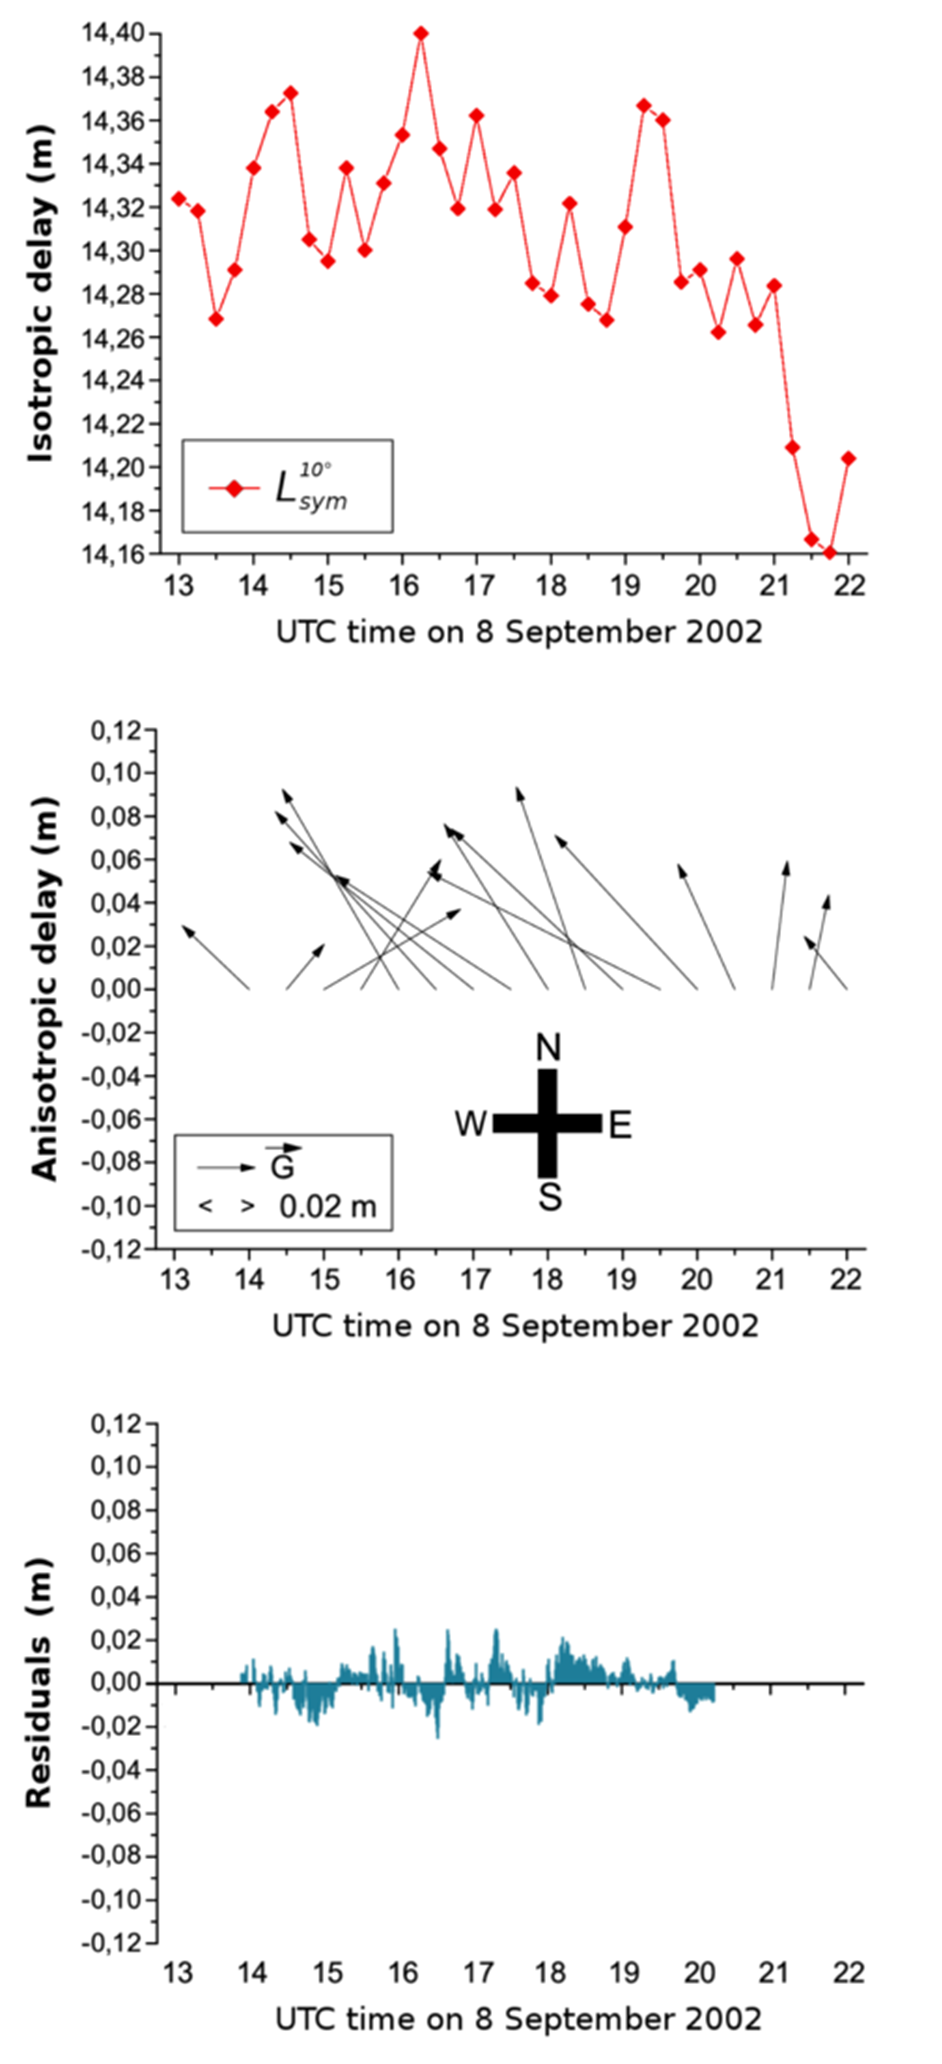 14,40
14,38
14,36
14,34
14,32
14,30
14,28
14,26
14,24
14,22
14,20
14,18
14,16
Isotropic delay (m)
L sym 10°
13 14 15 16 17 18 19 20 21 22
UTC time on 8 September 2002
0,12
0,10
0,08
0,06
0,04
0,02
0,00
-0,02
-0,04
-0,06
-0,08
-0,10
-0,12
Anisotropic delay (m)
N
W E
S
G
< > 0.02 m
13 14 15 16 17 18 19 20 21 22
UTC time on 8 September 2002
0,12
0,10
0,08
0,06
0,04
0,02
0,00
-0,02
-0,04
-0,06
-0,08
-0,10
-0,12
Residuals (m)
13 14 15 16 17 18 19 20 21 22
UTC time on 8 September 2002